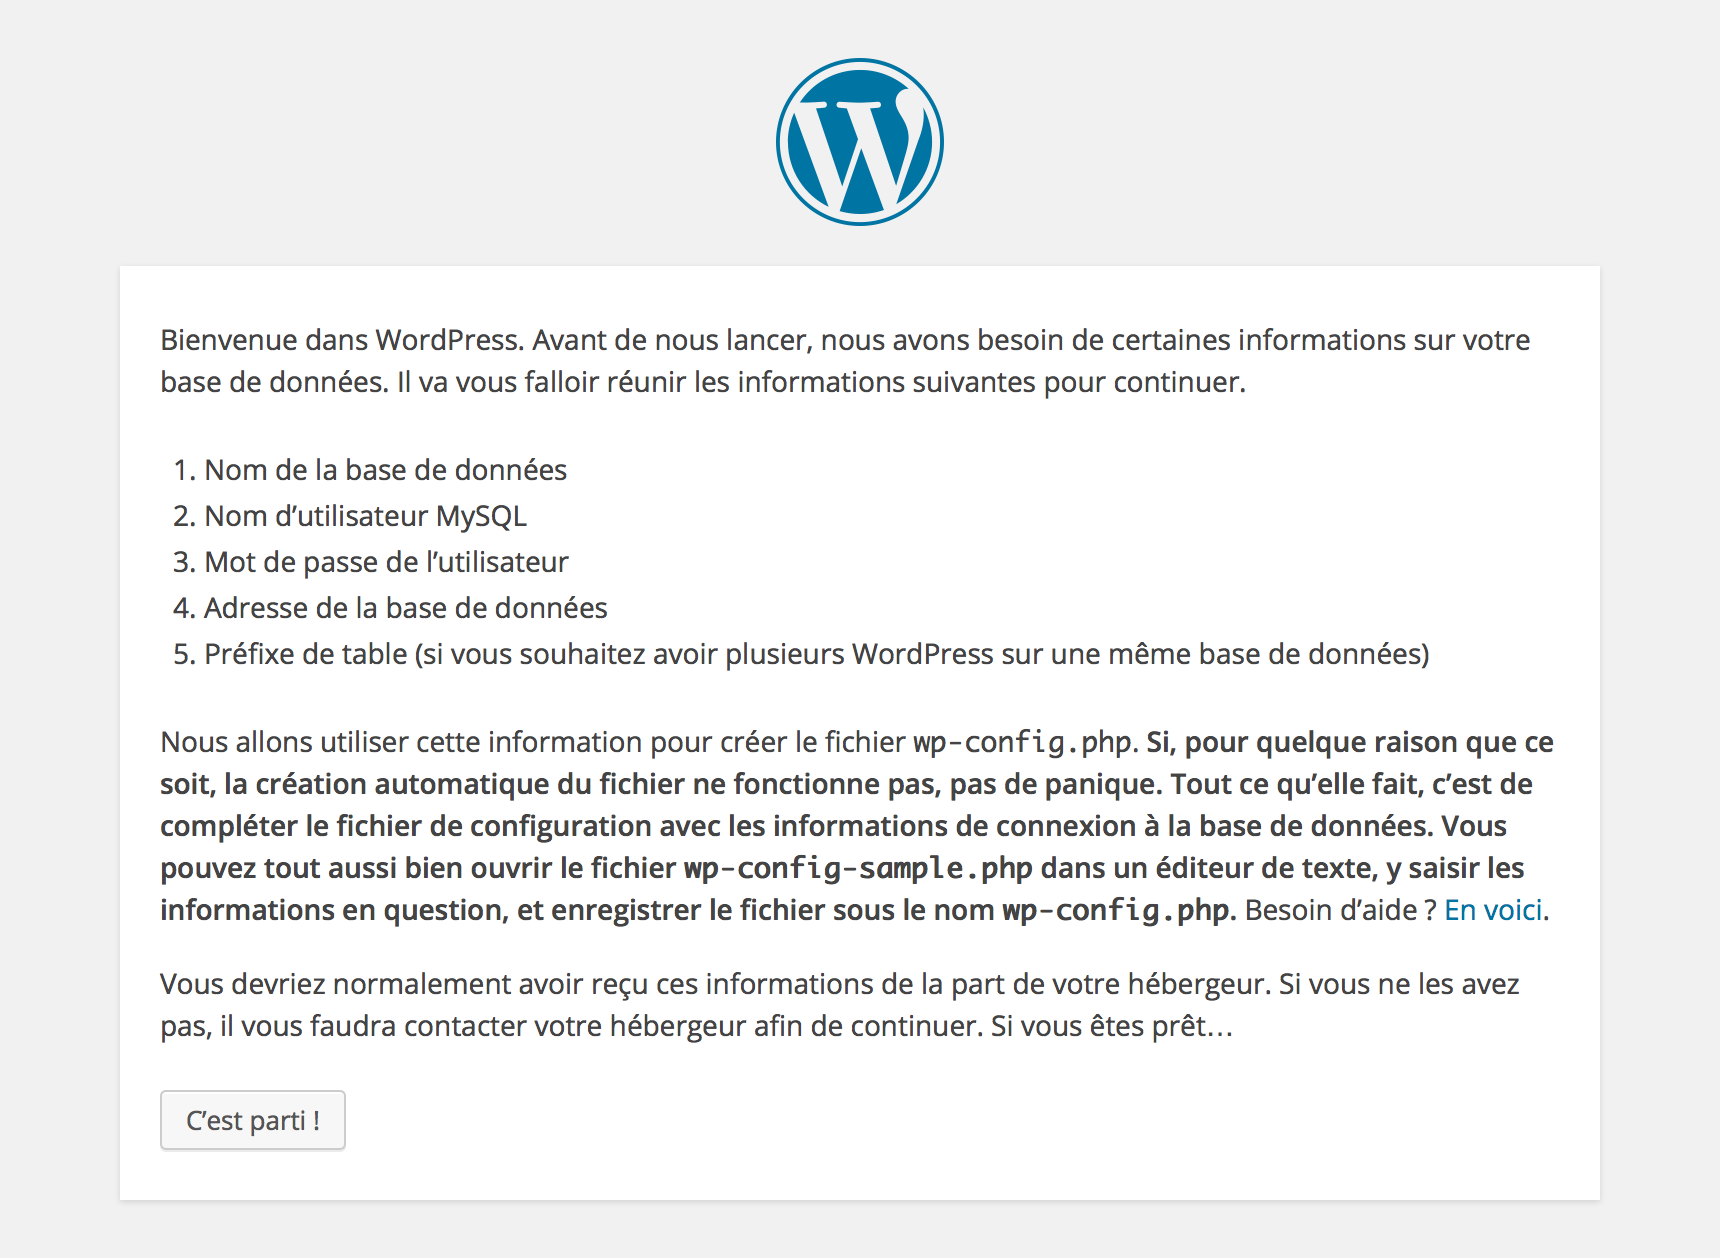 Bienvenue dans WordPress. Avant de nous lancer, nous avons besoin de certaines informations sur votre
base de données. Il va vous falloir réunir les informations suivantes pour continuer.
1. Nom de la base de données
2. Nom d’utilisateur MySQL
3. Mot de passe de l’utilisateur
4. Adresse de la base de données
5. Préfixe de table (si vous souhaitez avoir plusieurs WordPress sur une même base de données)
Nous allons utiliser cette information pour créer le fichier wp-config.php. Si, pour quelque raison que ce
soit, la création automatique du fichier ne fonctionne pas, pas de panique. Tout ce qu’elle fait, c’est de
compléter le fichier de configuration avec les informations de connexion à la base de données. Vous
pouvez tout aussi bien ouvrir le fichier wp-config-sample.php dans un éditeur de texte, y saisir les
informations en question, et enregistrer le fichier sous le nom wp-config.php. Besoin d’aide ? En voici.
Vous devriez normalement avoir reçu ces informations de la part de votre hébergeur. Si vous ne les avez
pas, il vous faudra contacter votre hébergeur afin de continuer. Si vous êtes prêt…
C’est parti !